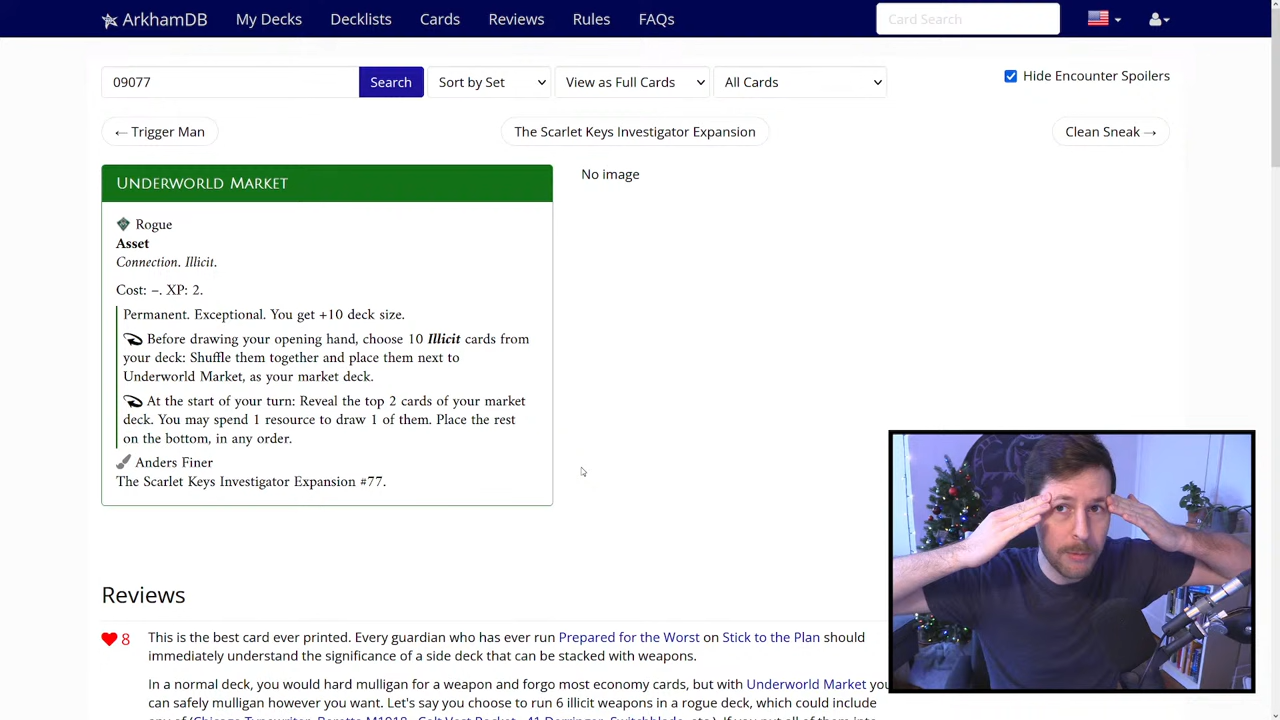 ArkhamDB My Decks Decklists Cards Reviews Rules FAQs Card Search
09077 Search Sort by Set View as Full Cards All Cards Hide Encounter Spoilers
← Trigger Man The Scarlet Keys Investigator Expansion Clean Sneak →
Underworld Market
No image
Rogue
Asset
Connection. Illicit.
Cost: –. XP: 2.
Permanent. Exceptional. You get +10 deck size.
Before drawing your opening hand, choose 10 Illicit cards from
your deck: Shuffle them together and place them next to
Underworld Market, as your market deck.
At the start of your turn: Reveal the top 2 cards of your market
deck. You may spend 1 resource to draw 1 of them. Place the rest
on the bottom, in any order.
Anders Finer
The Scarlet Keys Investigator Expansion #77.
Reviews
8 This is the best card ever printed. Every guardian who has ever run Prepared for the Worst on Stick to the Plan should
immediately understand the significance of a side deck that can be stacked with weapons.
In a normal deck, you would hard mulligan for a weapon and forgo most economy cards, but with Underworld Market you
can safely mulligan however you want. Let's say you choose to run 6 illicit weapons in a rogue deck, which could include